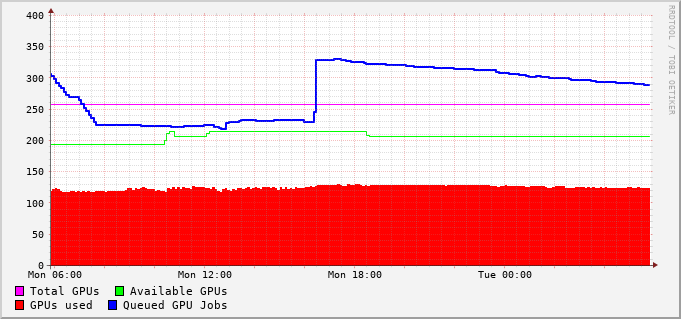 400
350
300
250
200
150
100
50
0
Mon 06:00 Mon 12:00 Mon 18:00 Tue 00:00
Total GPUs Available GPUs
GPUs used Queued GPU Jobs
RRDTOOL / TOBI OETIKER